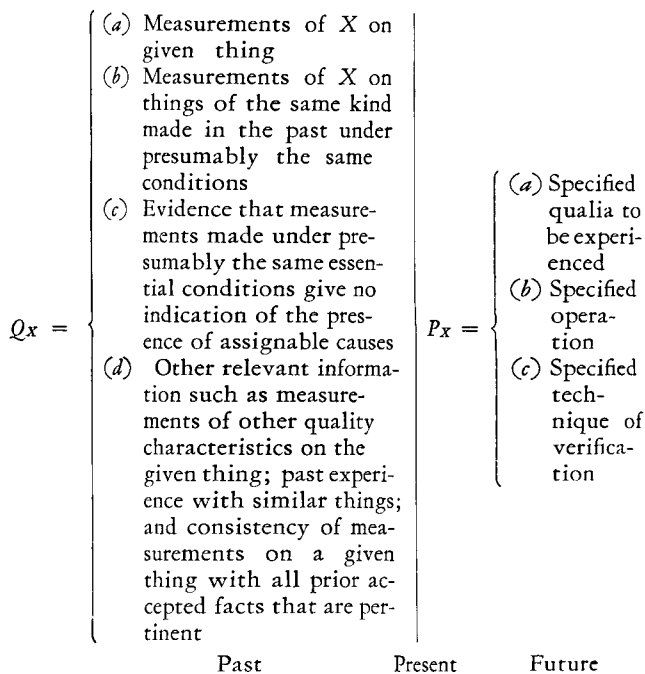 (a) Measurements of X on
given thing
(b) Measurements of X on
things of the same kind
made in the past under
presumably the same
conditions
(c) Evidence that measure-
ments made under pre-
sumably the same essen-
tial conditions give no
indication of the pres-
ence of assignable causes
(d) Other relevant informa-
tion such as measure-
ments of other quality
characteristics on the
given thing; past experi-
ence with similar things;
and consistency of mea-
surements on a given
thing with all prior ac-
cepted facts that are per-
tinent
Qx =
Px =
(a) Specified
qualia to
be experi-
enced
(b) Specified
opera-
tion
(c) Specified
tech-
nique of
verifica-
tion
Past Present Future